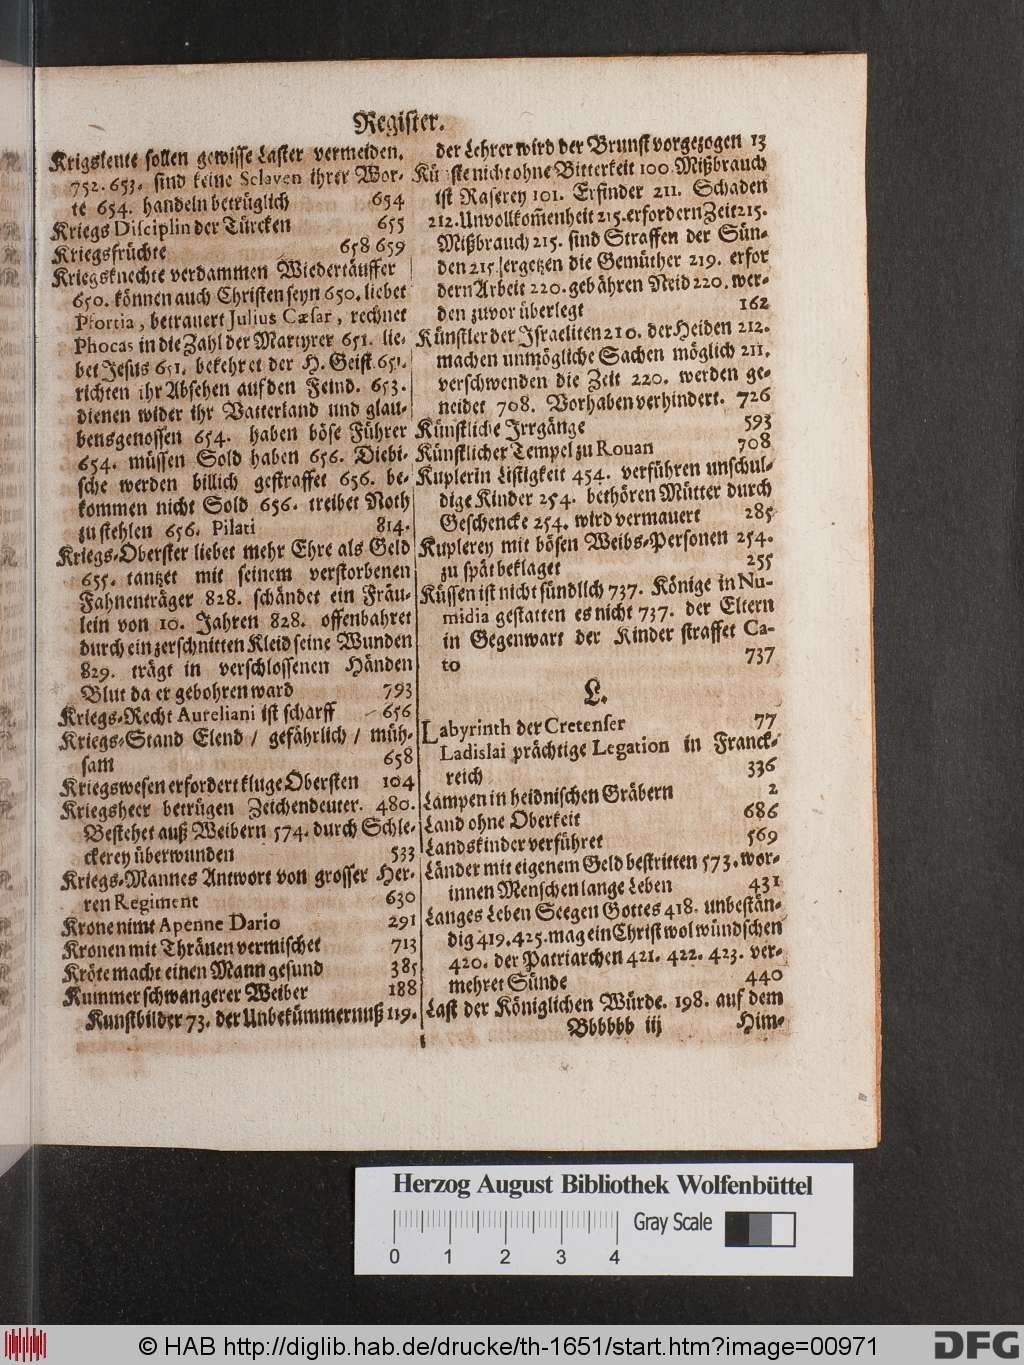 Register.
Krigsleute sollen gewisse Laster vermeiden.
752. 653. sind keine Sclaven ihrer Wor-
te 654. handeln betrüglich 654
Kriegs Disciplin der Türcken 655
Kriegsfrüchte 658 659
Kriegsknechte verdammen Wiedertäuffer
650. können auch Christen seyn 650. liebet
Portia, betrauert Julius Cæsar, rechnet
Phocas in die Zahl der Martyrer 651. lie-
bet Jesus 651. bekehret der H. Geist 651.
richten ihr Absehen auf den Feind. 653.
dienen wider ihr Vatterland und glau-
bensgenossen 654. haben böse Führer
654. müssen Sold haben 656. Diebi-
sche werden billich gestraffet 656. be-
kommen nicht Sold 656. treibet Noth
zu stehlen 656. Pilati 814.
Kriegs-Oberster liebet mehr Ehre als Geld
655. tantzet mit seinem verstorbenen
Fahnenträger 828. schändet ein Fräu-
lein von 10. Jahren 828. offenbahret
durch ein zerschnitten Kleid seine Wunden
829. trägt in verschlossenen Händen
Blut da er gebohren ward 793
Kriegs-Recht Aureliani ist scharff 656
Kriegs-Stand Elend / gefährlich / müh-
sam 658
Kriegswesen erfordert kluge Obersten 104
Kriegsheer betrügen Zeichendeuter. 480.
Bestehet auß Weibern 574. durch Schle-
ckerey überwunden 533
Kriegs-Mannes Antwort von grosser Her-
ren Regiment 630
Krone nimt Apenne Dario 291
Kronen mit Thränen vermischet 713
Kröte macht einen Mann gesund 385
Kummer schwangerer Weiber 188
Kunstbilder 73. der Unbekümmernuß 119.
der Lehrer wird der Brunst vorgezogen 13
Kü ste nicht ohne Bitterkeit 100. Mißbrauch
ist Raserey 101. Erfinder 211. Schaden
212. Unvollkom̃enheit 215. erfordern Zeit 215.
Mißbrauch 215. sind Straffen der Sün-
den 215. ergetzen die Gemüther 219. erfor
dern Arbeit 220. gebähren Neid 220. wer-
den zuvor überlegt 162
Künstler der Israeliten 210. der Heiden 212.
machen unmögliche Sachen möglich 211.
verschwenden die Zeit 220. werden ge-
neidet 708. Vorhaben verhindert. 726
Künstliche Irrgänge 593
Künstlicher Tempel zu Rouan 708
Kuplerin Listigkeit 454. verführen unschul-
dige Kinder 254. bethören Mütter durch
Geschencke 254. wird vermauert 285
Kuplerey mit bösen Weibs-Personen 254.
zu spät beklaget 255
Küssen ist nicht sündlich 737. Könige in Nu-
midia gestatten es nicht 737. der Eltern
in Gegenwart der Kinder straffet Ca-
to 737
L.
Labyrinth der Cretenser 77
Ladislai prächtige Legation in Franck-
reich 336
Lampen in heidnischen Gräbern 2
Land ohne Oberkeit 686
Landskinder verführet 569
Länder mit eigenem Geld bestritten 573. wor-
innen Menschen lange leben 431
Langes Leben Seegen Gottes 418. unbestän-
dig 419. 425. mag ein Christ wol wündschen
420. der Patriarchen 421. 422. 423. ver-
mehret Sünde 440
Last der Königlichen Würde. 198. auf dem
Bbbbbb iij Him-
Herzog August Bibliothek Wolfenbüttel
Gray Scale
0 1 2 3 4
© HAB http://diglib.hab.de/drucke/th-1651/start.htm?image=00971
DFG